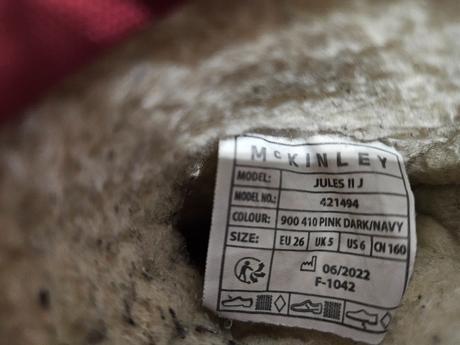 McKINLEY
MODEL: JULES II J
MODEL NO.: 421494
COLOUR: 900 410 PINK DARK/NAVY
SIZE: EU 26 UK 5 US 6 CN 160
06/2022
F-1042